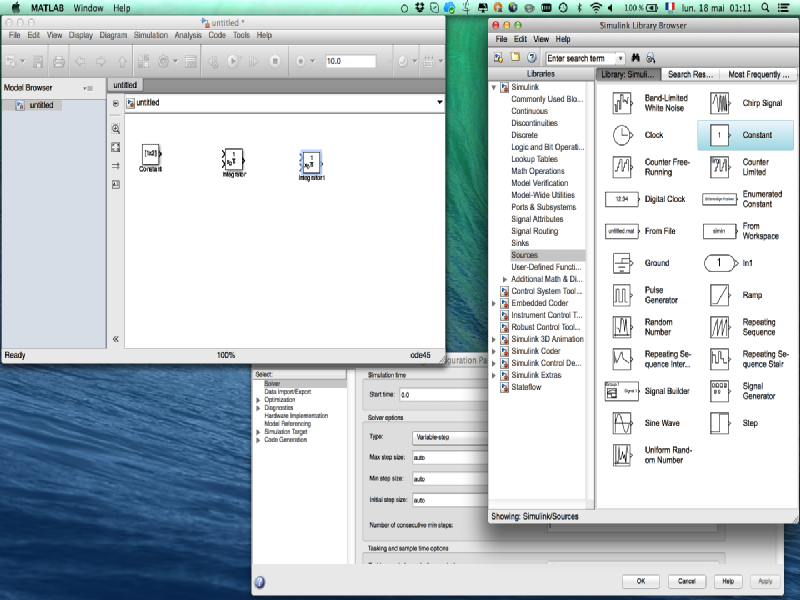 MATLAB Window Help
100% lun. 18 mai 01:11
untitled *
File Edit View Display Diagram Simulation Analysis Code Tools Help
10.0
Model Browser
untitled
untitled
untitled
[1x2]
Constant
Integrator
Integrator1
Ready
100%
ode45
Simulink Library Browser
File Edit View Help
Enter search term
Libraries
Library: Simuli...
Search Res...
Most Frequently ...
Simulink
Commonly Used Blo...
Continuous
Discontinuities
Discrete
Logic and Bit Operati...
Lookup Tables
Math Operations
Model Verification
Model-Wide Utilities
Ports & Subsystems
Signal Attributes
Signal Routing
Sinks
Sources
User-Defined Functi...
Additional Math & Di...
Control System Tool...
Embedded Coder
Instrument Control T...
Robust Control Tool...
Simulink 3D Animation
Simulink Coder
Simulink Control De...
Simulink Extras
Stateflow
Band-Limited
White Noise
Chirp Signal
Clock
1
Constant
Counter Free-
Running
Counter
Limited
12:34
Digital Clock
Enumerated
Constant
untitled.mat
From File
simin
From
Workspace
Ground
1
In1
Pulse
Generator
Ramp
Random
Number
Repeating
Sequence
Repeating Se-
quence Inter...
Repeating Se-
quence Stair
Signal Builder
Signal
Generator
Sine Wave
Step
Uniform Rand-
om Number
Showing: Simulink/Sources
Select:
Solver
Data Import/Export
Optimization
Diagnostics
Hardware Implementation
Model Referencing
Simulation Target
Code Generation
Simulation time
Start time: 0.0
Solver options
Type: Variable-step
Max step size: auto
Min step size: auto
Initial step size: auto
Number of consecutive min steps:
Tasking and sample time options
OK
Cancel
Help
Apply